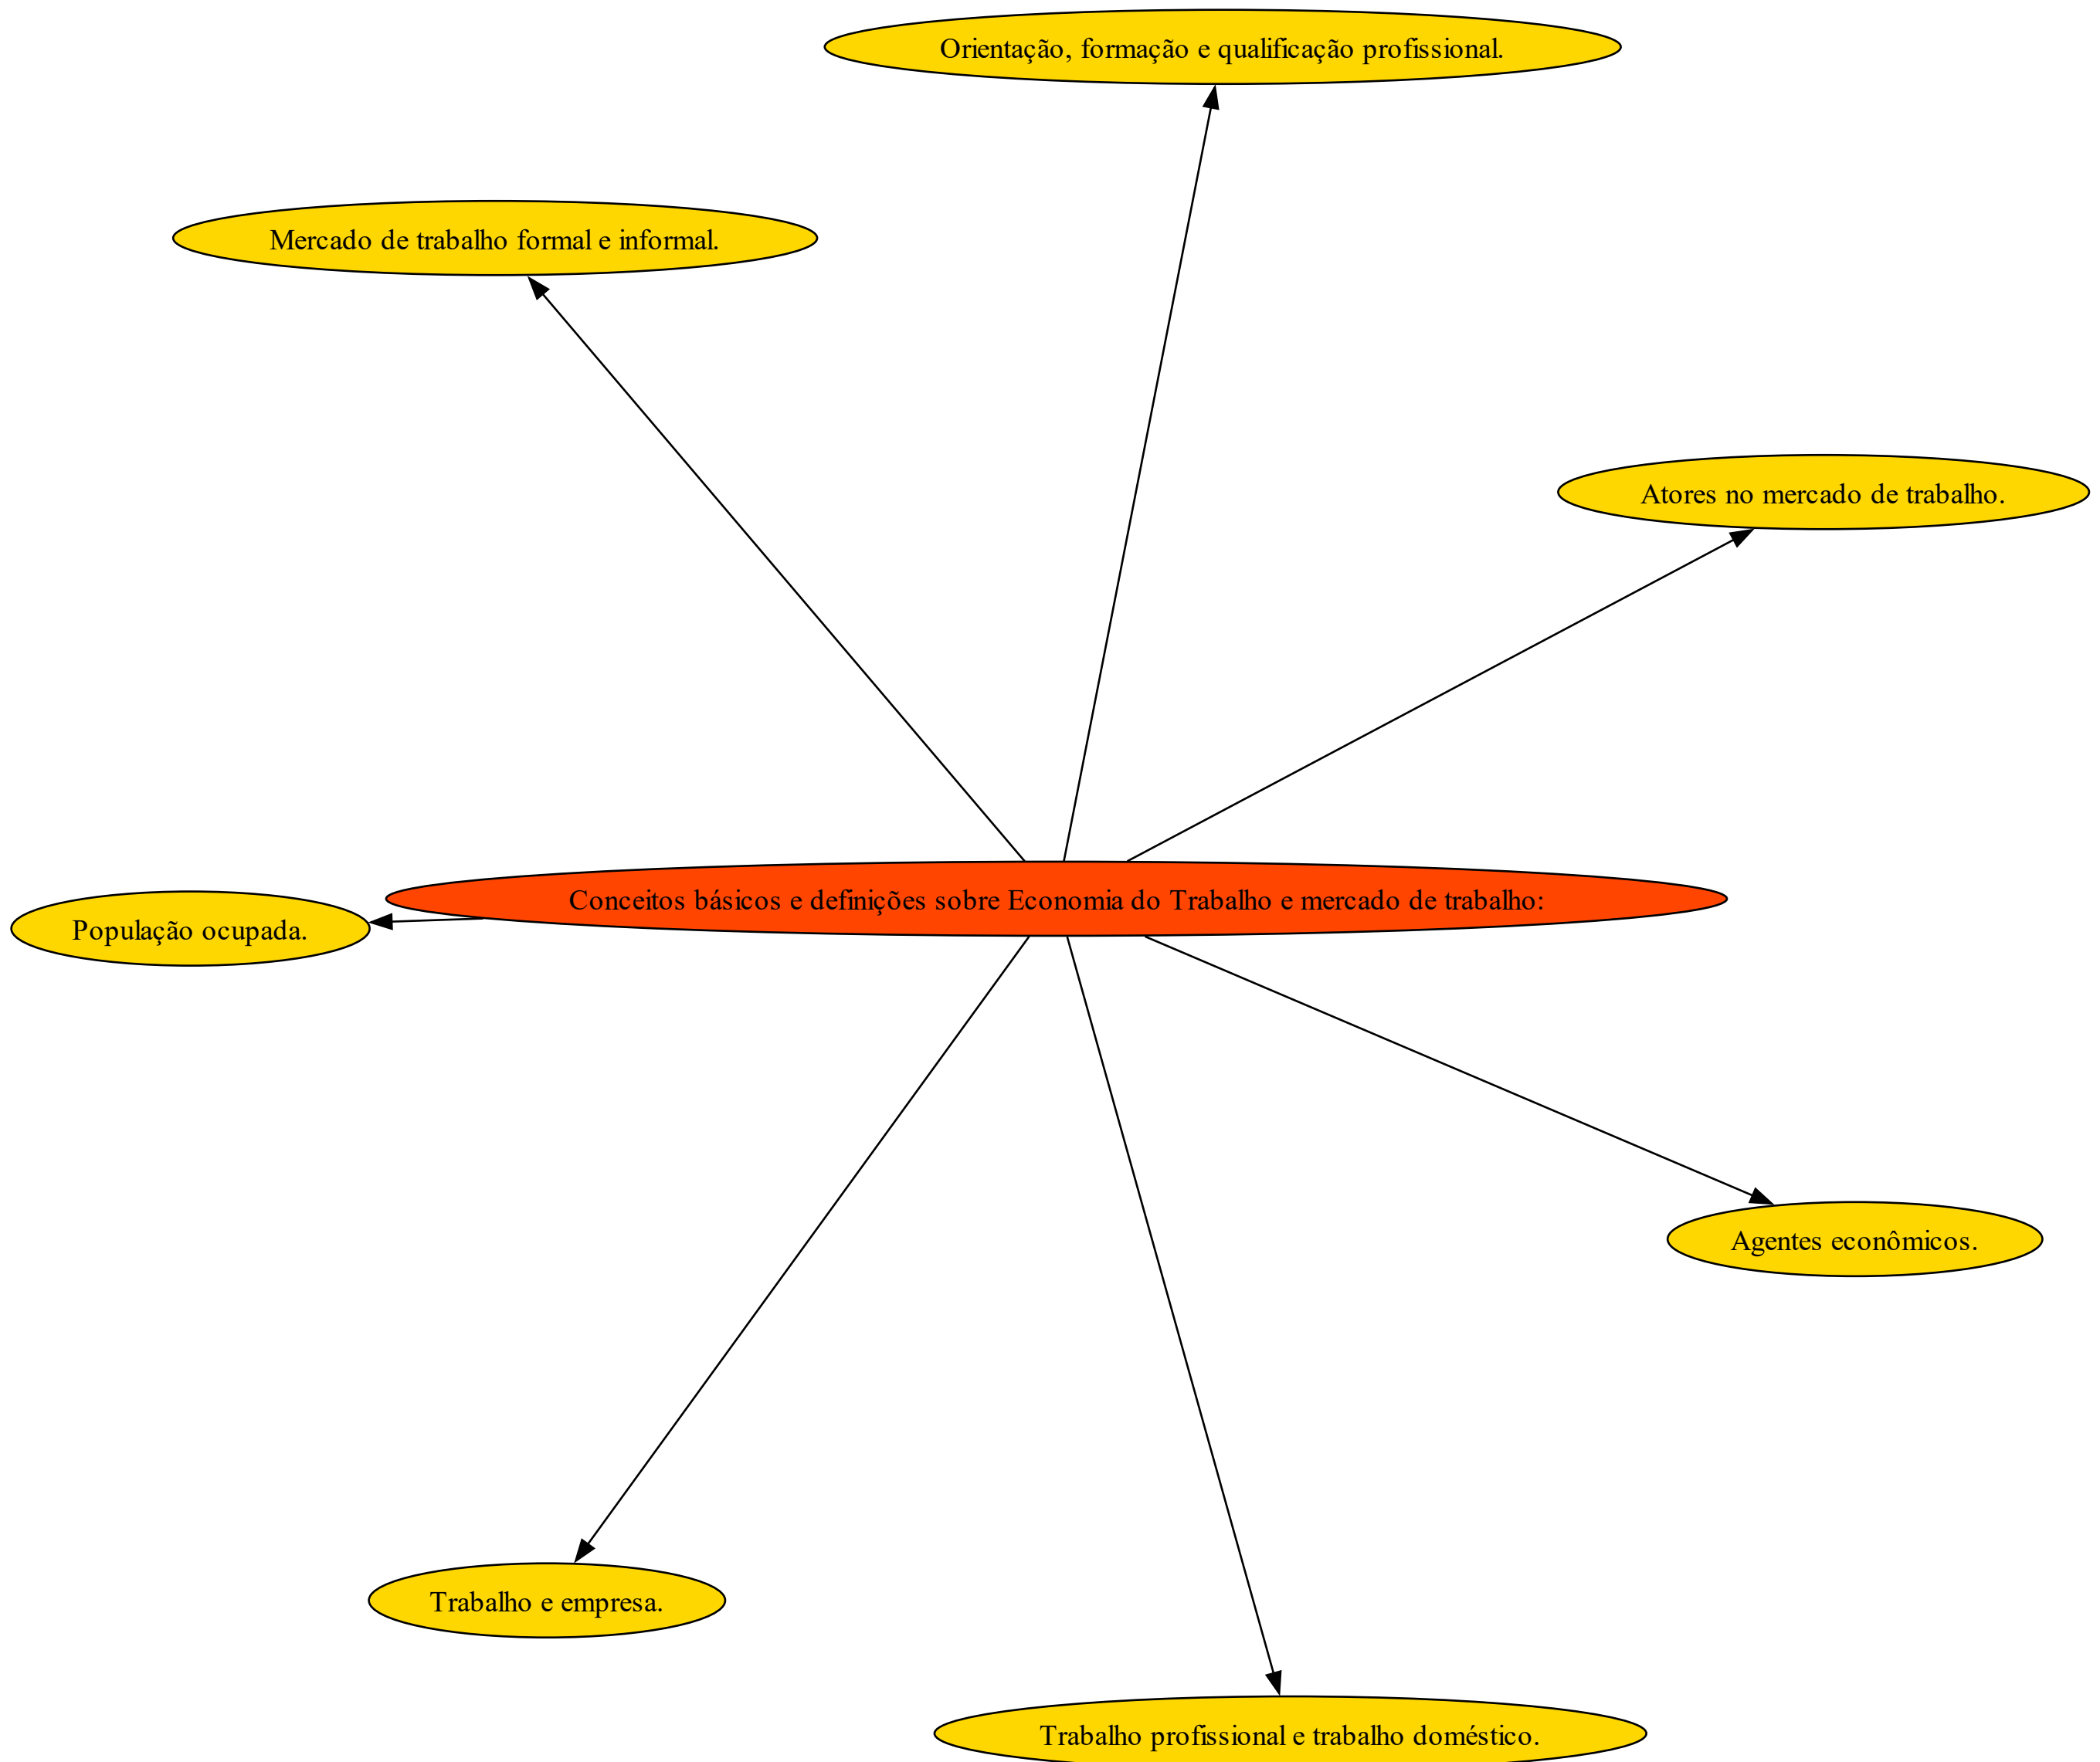 Orientação, formação e qualificação profissional.
Mercado de trabalho formal e informal.
Atores no mercado de trabalho.
Conceitos básicos e definições sobre Economia do Trabalho e mercado de trabalho:
População ocupada.
Agentes econômicos.
Trabalho e empresa.
Trabalho profissional e trabalho doméstico.